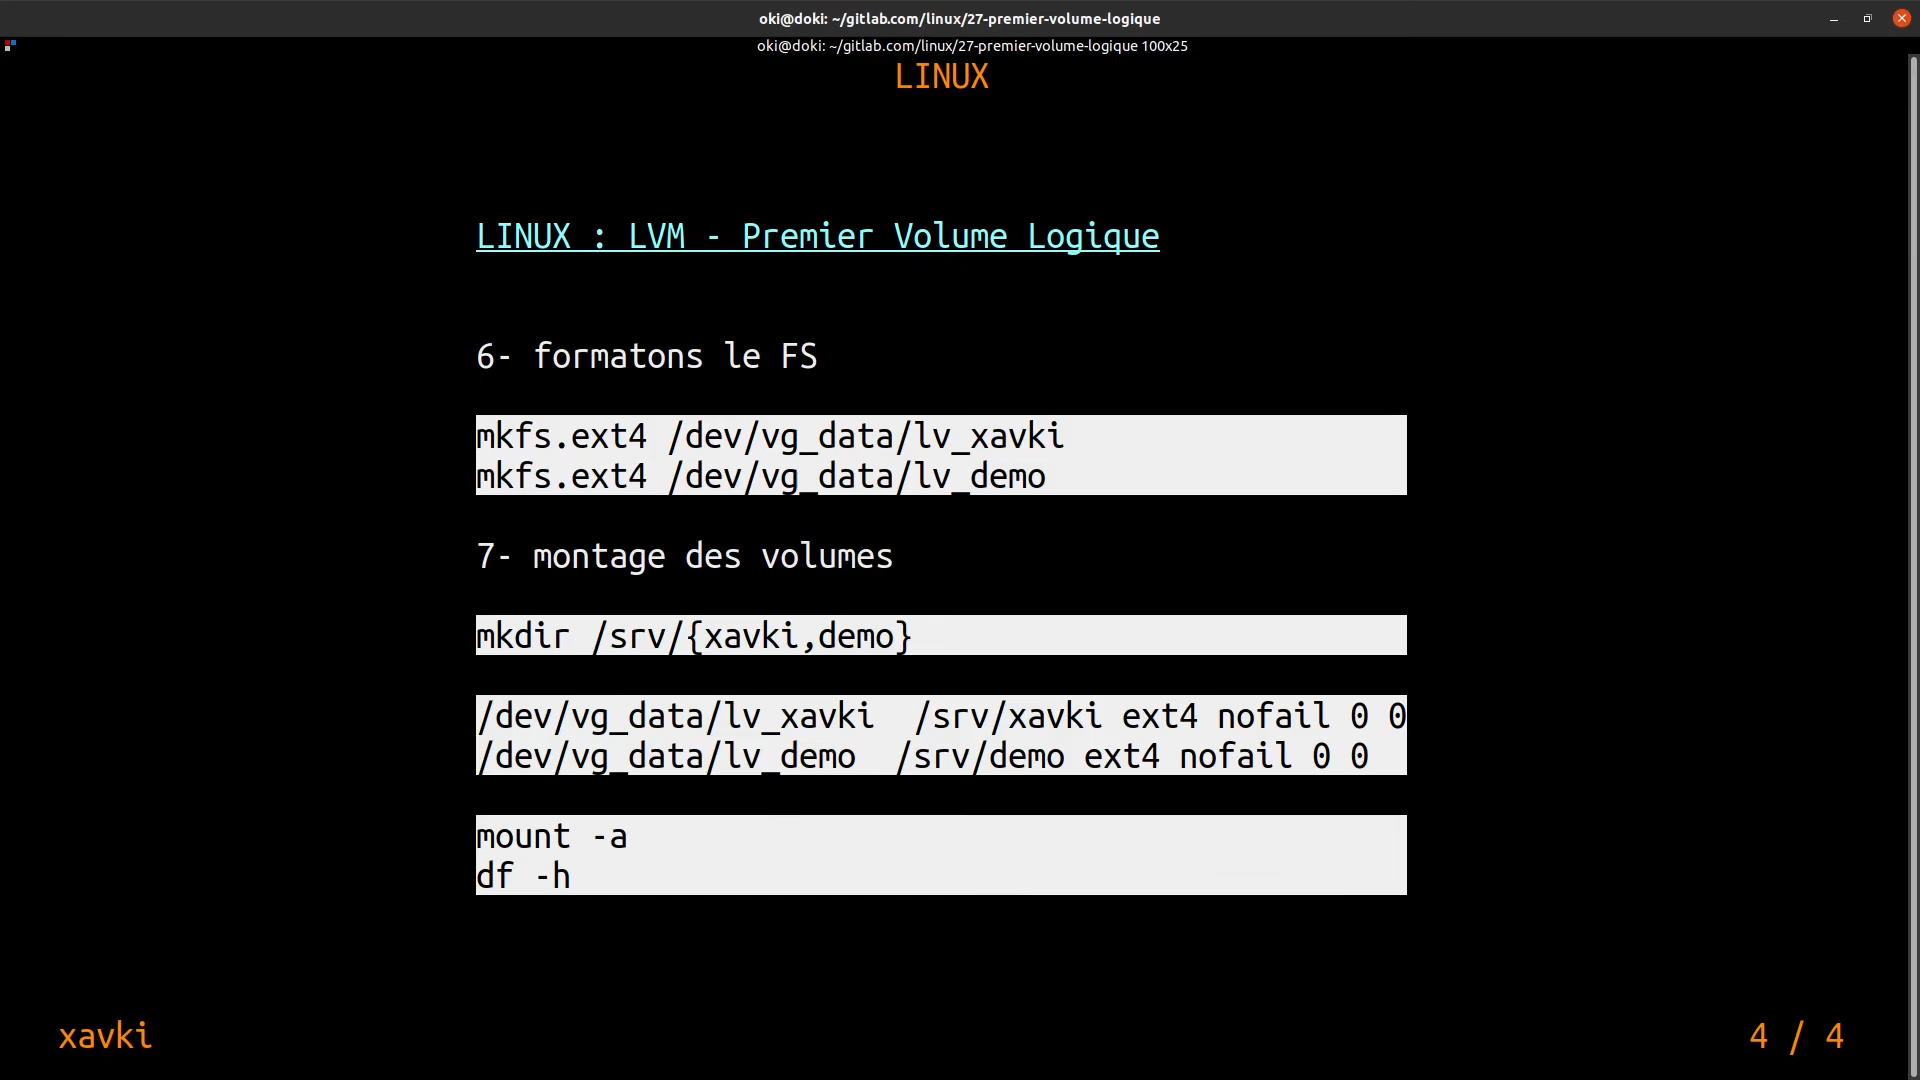 oki@doki: ~/gitlab.com/linux/27-premier-volume-logique
oki@doki: ~/gitlab.com/linux/27-premier-volume-logique 100x25
LINUX
LINUX : LVM - Premier Volume Logique
6- formatons le FS
mkfs.ext4 /dev/vg_data/lv_xavki
mkfs.ext4 /dev/vg_data/lv_demo
7- montage des volumes
mkdir /srv/{xavki,demo}
/dev/vg_data/lv_xavki  /srv/xavki ext4 nofail 0 0
/dev/vg_data/lv_demo  /srv/demo ext4 nofail 0 0
mount -a
df -h
xavki
4 / 4